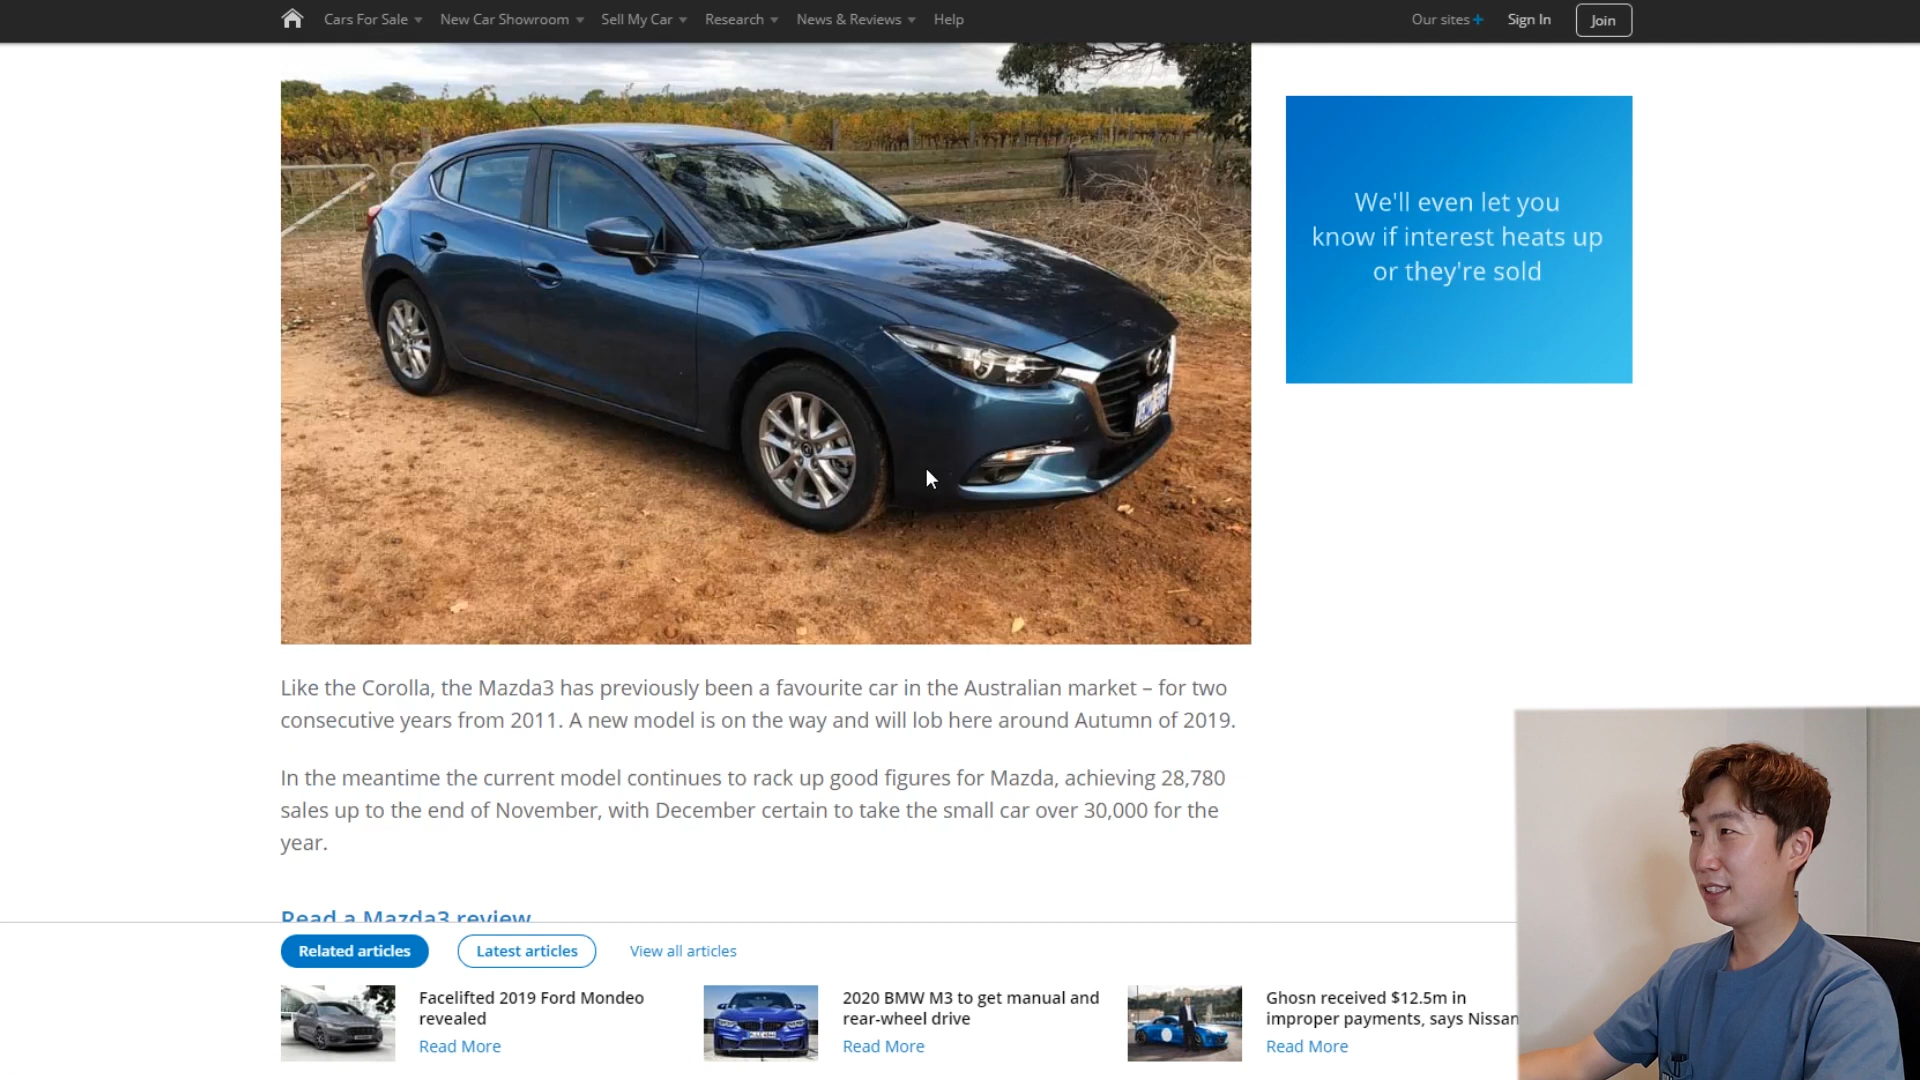 Cars For Sale New Car Showroom Sell My Car Research News & Reviews Help Our sites+ Sign In Join
We'll even let you
know if interest heats up
or they're sold
Like the Corolla, the Mazda3 has previously been a favourite car in the Australian market – for two
consecutive years from 2011. A new model is on the way and will lob here around Autumn of 2019.
In the meantime the current model continues to rack up good figures for Mazda, achieving 28,780
sales up to the end of November, with December certain to take the small car over 30,000 for the
year.
Read a Mazda3 review
Related articles Latest articles View all articles
Facelifted 2019 Ford Mondeo
revealed
Read More
2020 BMW M3 to get manual and
rear-wheel drive
Read More
Ghosn received $12.5m in
improper payments, says Nissan
Read More